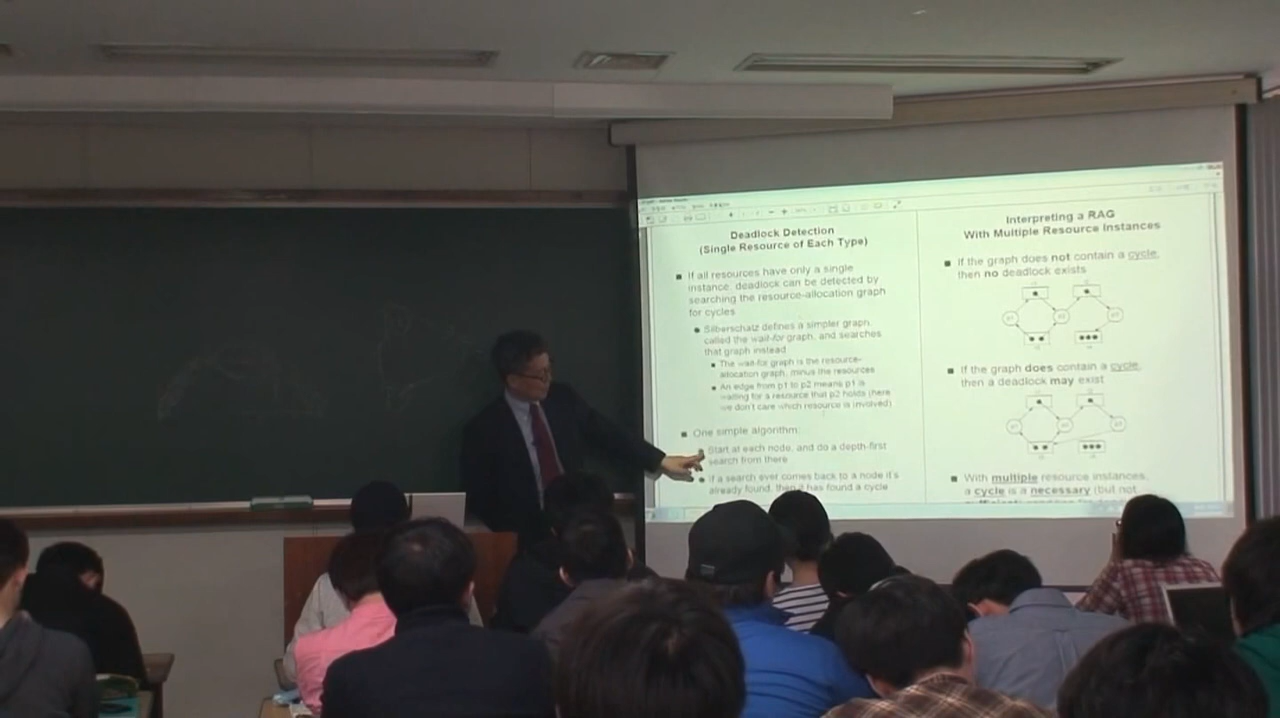 Deadlock Detection
(Single Resource of Each Type)
If all resources have only a single
instance, deadlock can be detected by
searching the resource-allocation graph
for cycles
Silberschatz defines a simpler graph,
called the wait-for graph, and searches
that graph instead
The wait-for graph is the resource-
allocation graph, minus the resources
An edge from p1 to p2 means p1 is
waiting for a resource that p2 holds (here
we don't care which resource is involved)
One simple algorithm:
Start at each node, and do a depth-first
search from there
If a search ever comes back to a node it's
already found, then it has found a cycle
Interpreting a RAG
With Multiple Resource Instances
If the graph does not contain a cycle,
then no deadlock exists
If the graph does contain a cycle,
then a deadlock may exist
With multiple resource instances,
a cycle is a necessary (but not